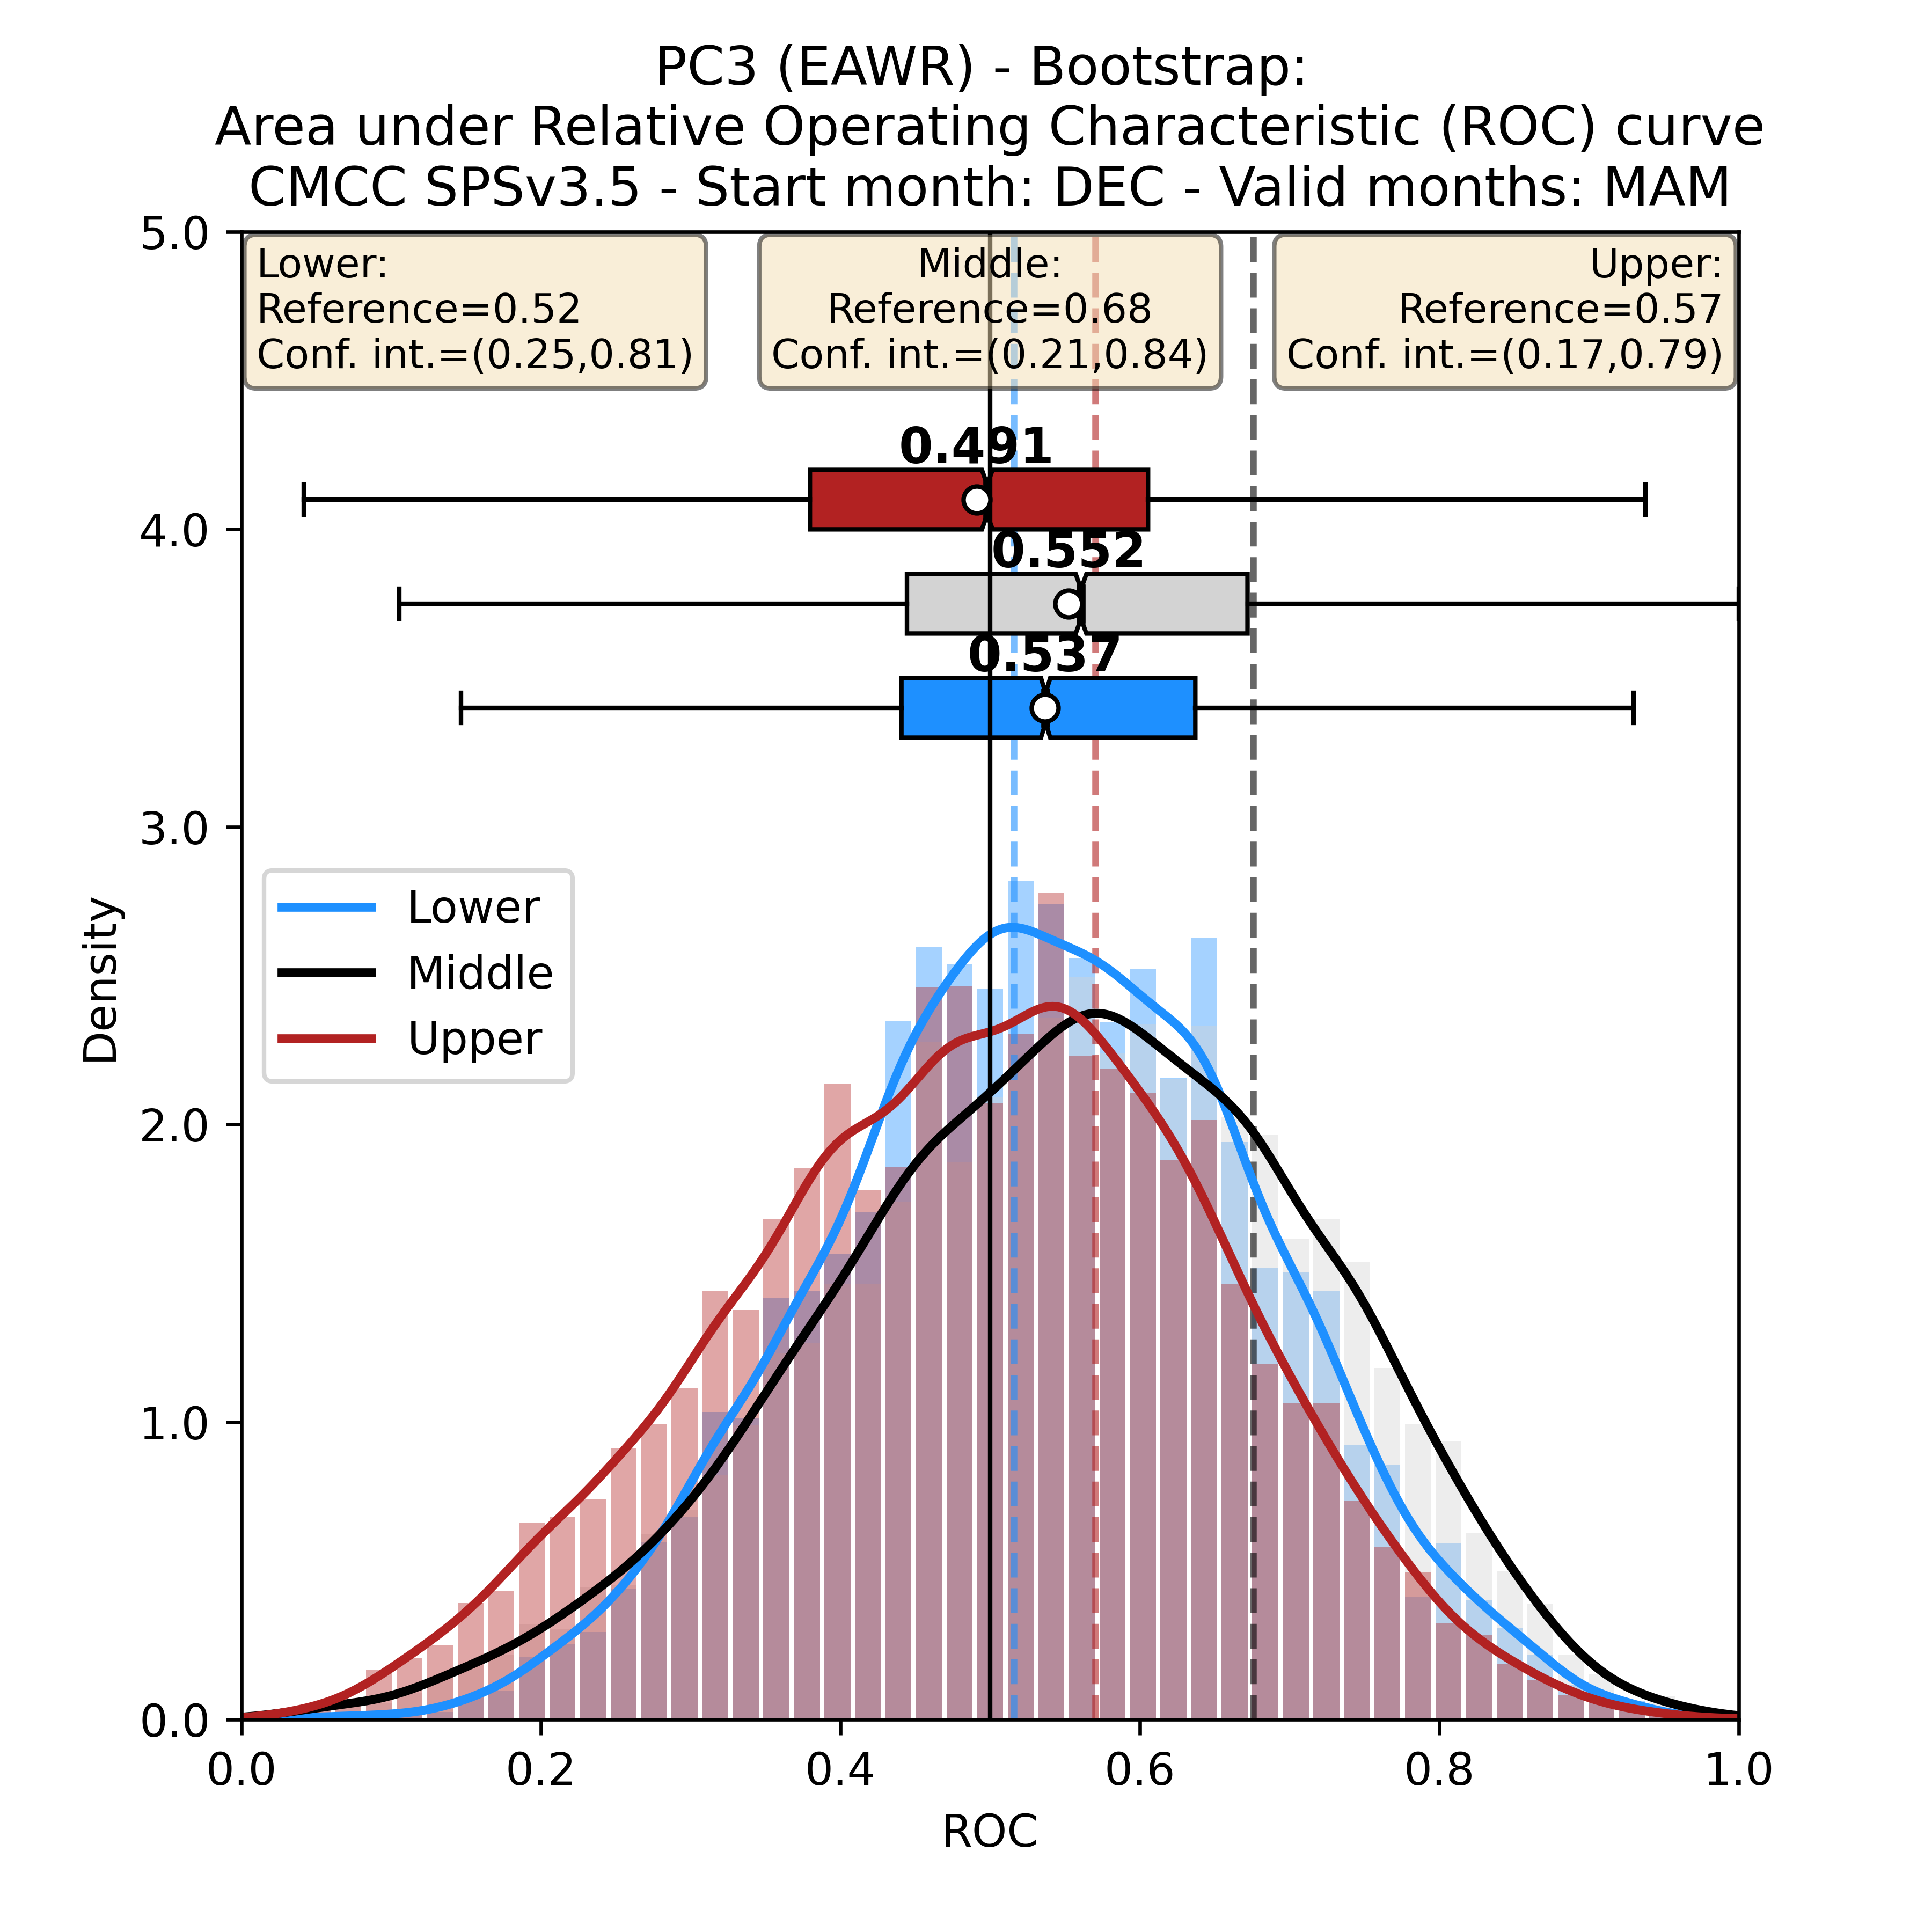 PC3 (EAWR) - Bootstrap:
Area under Relative Operating Characteristic (ROC) curve
CMCC SPSv3.5 - Start month: DEC - Valid months: MAM
Lower:
Reference=0.52
Conf. int.=(0.25,0.81)
Middle:
Reference=0.68
Conf. int.=(0.21,0.84)
Upper:
Reference=0.57
Conf. int.=(0.17,0.79)
0.491
0.552
0.537
Lower
Middle
Upper
Density
5.0
4.0
3.0
2.0
1.0
0.0
0.0
0.2
0.4
0.6
0.8
1.0
ROC